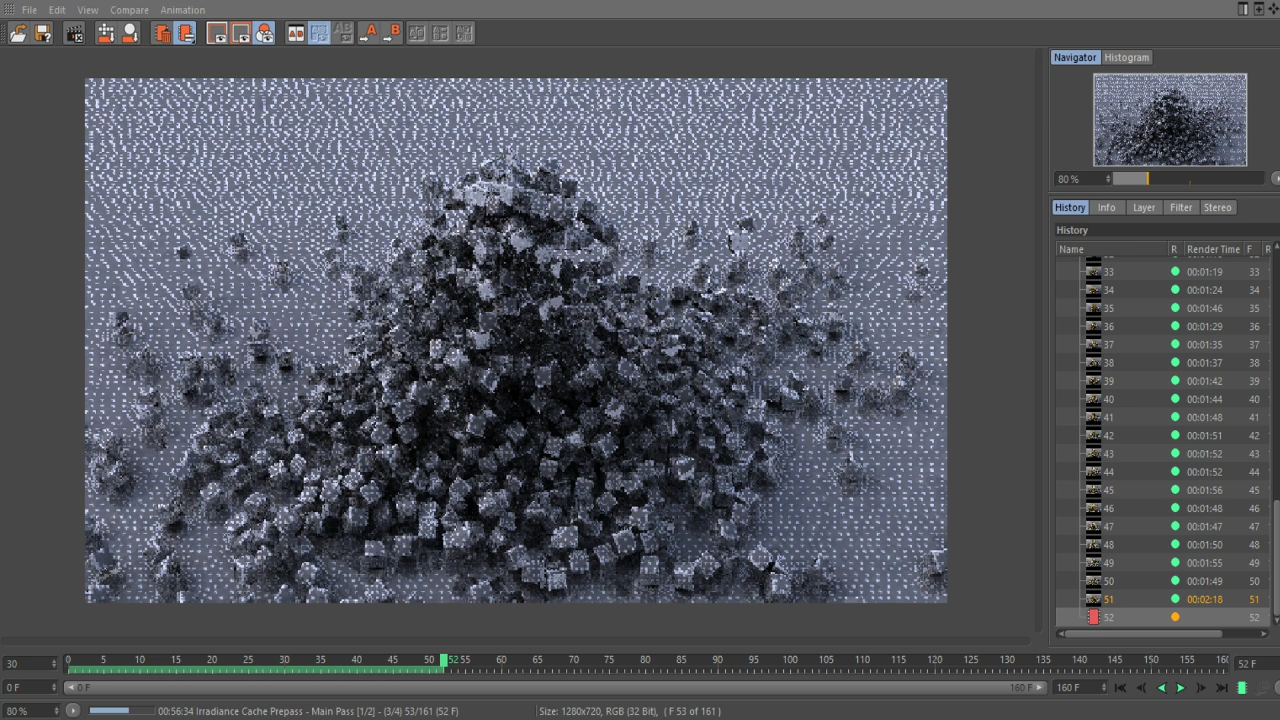 File Edit View Compare Animation
AB A B
Navigator Histogram
80 %
History Info Layer Filter Stereo
History
Name R Render Time F R
33 00:01:19 33
34 00:01:24 34
35 00:01:46 35
36 00:01:29 36
37 00:01:35 37
38 00:01:37 38
39 00:01:42 39
40 00:01:44 40
41 00:01:48 41
42 00:01:51 42
43 00:01:52 43
44 00:01:52 44
45 00:01:56 45
46 00:01:48 46
47 00:01:47 47
48 00:01:50 48
49 00:01:55 49
50 00:01:49 50
51 00:02:18 51
52 52
30 0 5 10 15 20 25 30 35 40 45 50 52 55 60 65 70 75 80 85 90 95 100 105 110 115 120 125 130 135 140 145 150 155 160 52 F
0 F 0 F 160 F 160 F
80 % 00:56:34 Irradiance Cache Prepass - Main Pass [1/2] - (3/4) 53/161 (52 F) Size: 1280x720, RGB (32 Bit), ( F 53 of 161 )